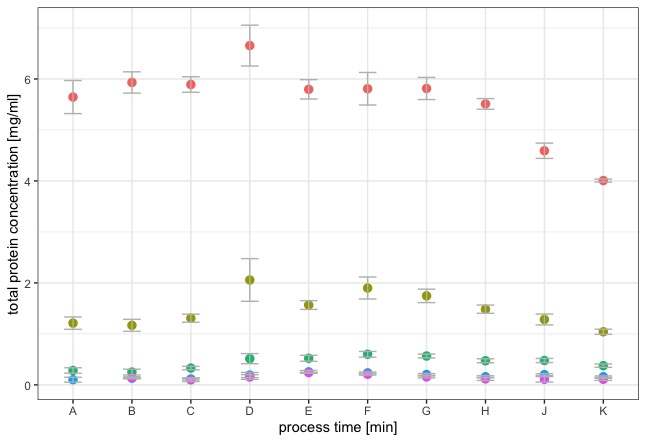 total protein concentration [mg/ml]
6
4
2
0
A B C D E F G H J K
process time [min]